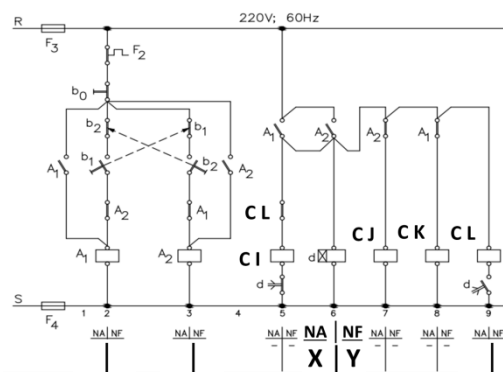 R 220V; 60Hz
F3
F2
b0
b2 b1
A1 b1 b2 A2
A1 A2 A2 A1
A2 A1 CL
A1 A2 CI d CJ CK CL
d d
S
F4 1 2 3 4 5 6 7 8 9
NA NF NA NF NA NF NA NF NA NF NA NF NA NF
X Y